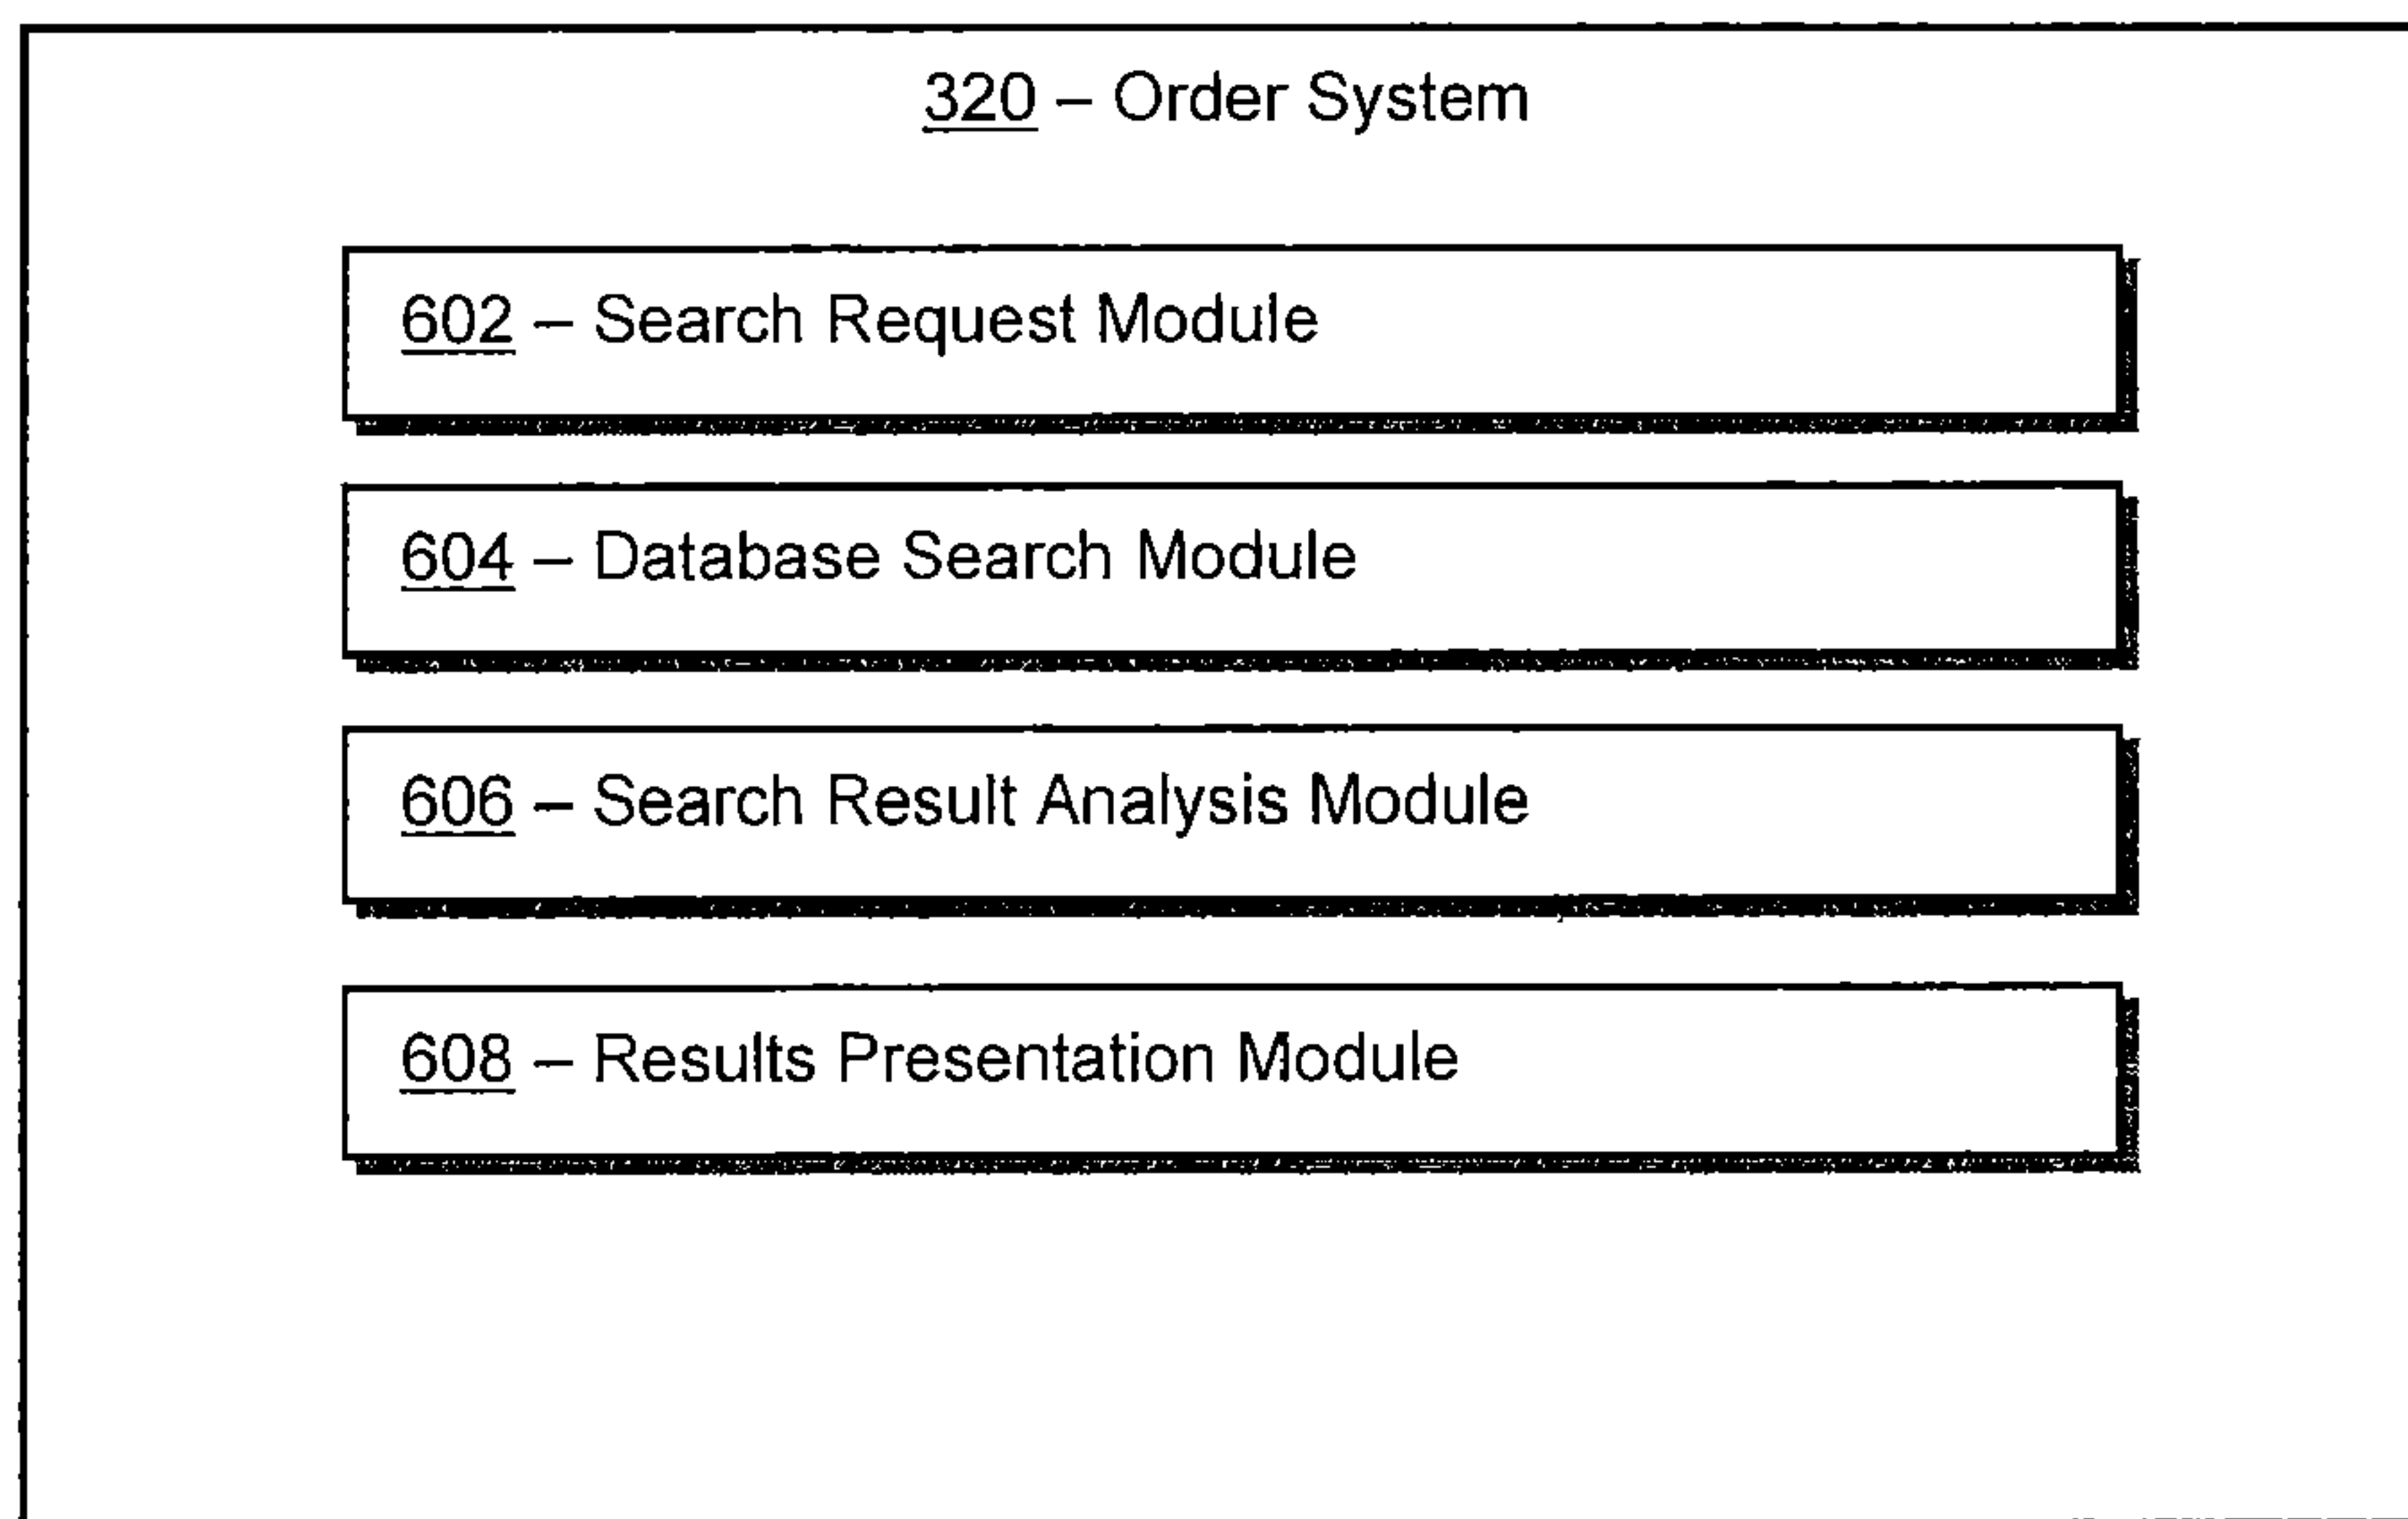 320 – Order System
602 – Search Request Module
604 – Database Search Module
606 – Search Result Analysis Module
608 – Results Presentation Module